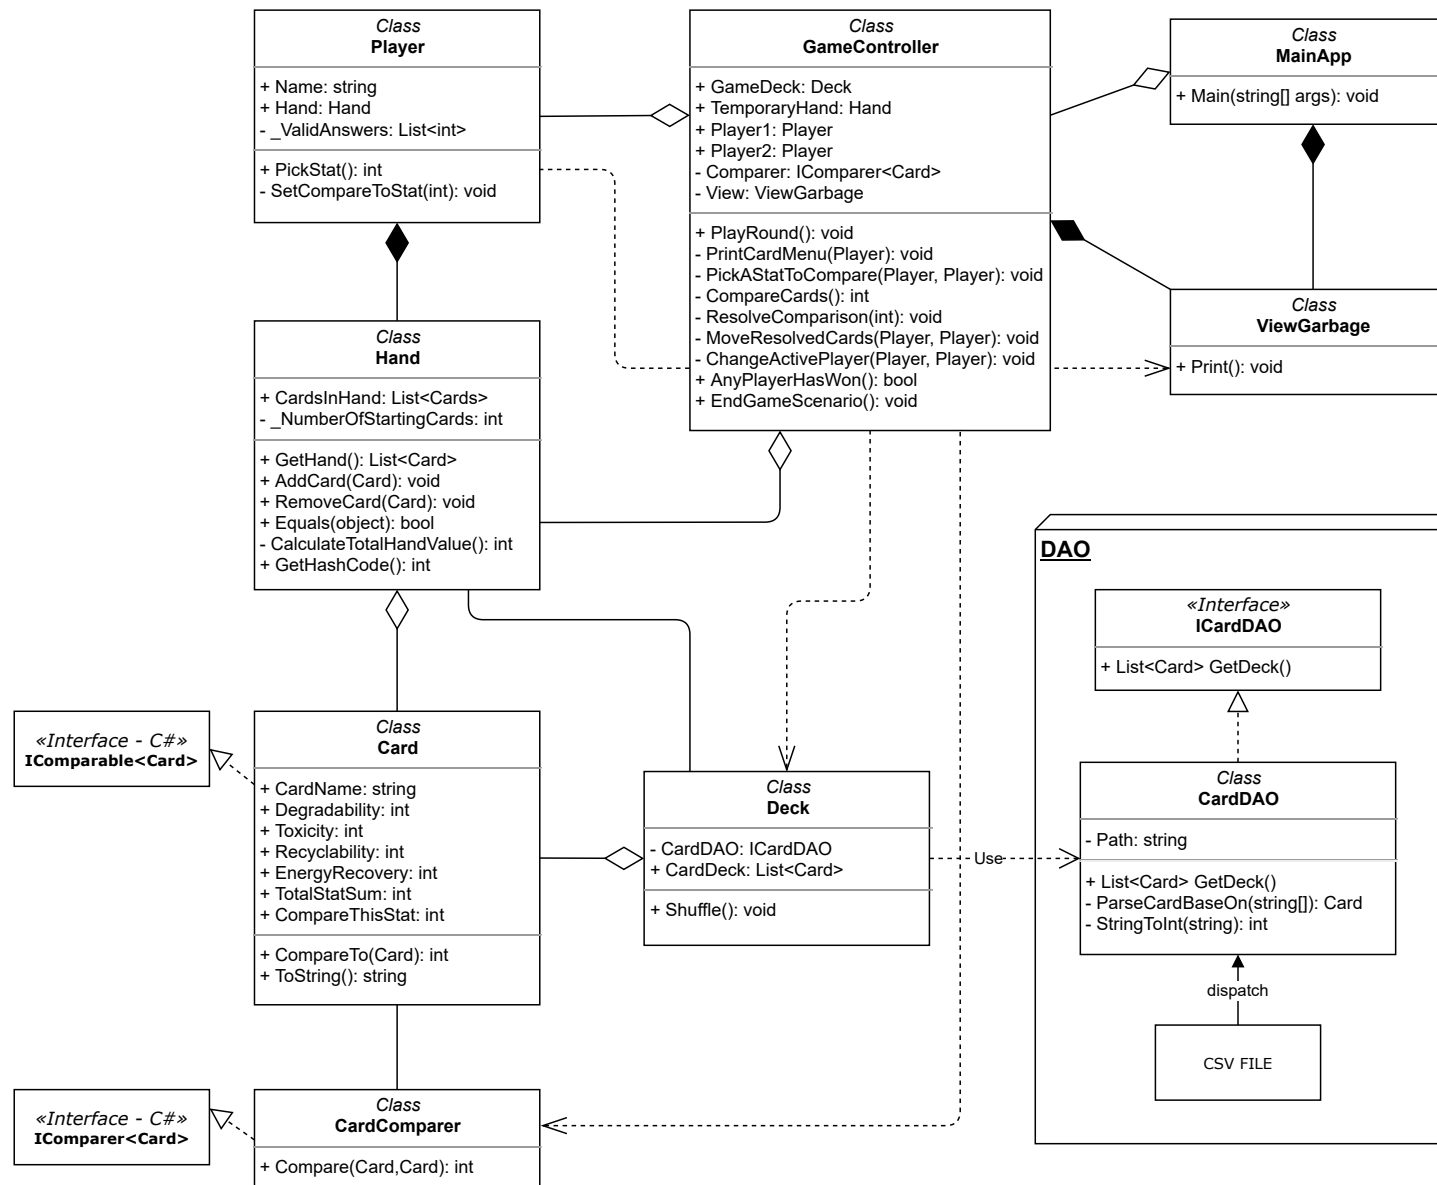 Class
Player
+ Name: string
+ Hand: Hand
- _ValidAnswers: List<int>
+ PickStat(): int
- SetCompareToStat(int): void
Class
GameController
+ GameDeck: Deck
+ TemporaryHand: Hand
+ Player1: Player
+ Player2: Player
- Comparer: IComparer<Card>
- View: ViewGarbage
+ PlayRound(): void
- PrintCardMenu(Player): void
- PickAStatToCompare(Player, Player): void
- CompareCards(): int
- ResolveComparison(int): void
- MoveResolvedCards(Player, Player): void
- ChangeActivePlayer(Player, Player): void
+ AnyPlayerHasWon(): bool
+ EndGameScenario(): void
Class
MainApp
+ Main(string[] args): void
Class
ViewGarbage
+ Print(): void
Class
Hand
+ CardsInHand: List<Cards>
- _NumberOfStartingCards: int
+ GetHand(): List<Card>
+ AddCard(Card): void
+ RemoveCard(Card): void
+ Equals(object): bool
- CalculateTotalHandValue(): int
+ GetHashCode(): int
DAO
«Interface»
ICardDAO
+ List<Card> GetDeck()
«Interface - C#»
IComparable<Card>
Class
Card
+ CardName: string
+ Degradability: int
+ Toxicity: int
+ Recyclability: int
+ EnergyRecovery: int
+ TotalStatSum: int
+ CompareThisStat: int
+ CompareTo(Card): int
+ ToString(): string
Class
Deck
- CardDAO: ICardDAO
+ CardDeck: List<Card>
+ Shuffle(): void
Use
Class
CardDAO
- Path: string
+ List<Card> GetDeck()
- ParseCardBaseOn(string[]): Card
- StringToInt(string): int
dispatch
CSV FILE
«Interface - C#»
IComparer<Card>
Class
CardComparer
+ Compare(Card,Card): int